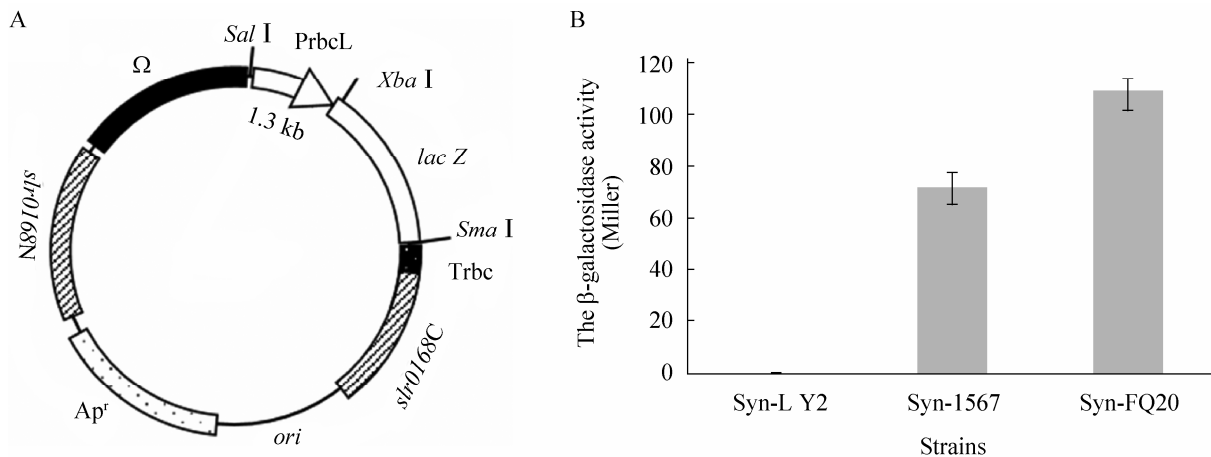 A
Sal I
PrbcL
Ω
Xba I
1.3 kb
lac Z
slr0168N
Sma I
Trbc
slr0168C
Apʳ
ori
B
The β-galactosidase activity
(Miller)
120
100
80
60
40
20
0
Syn-L Y2
Syn-1567
Syn-FQ20
Strains